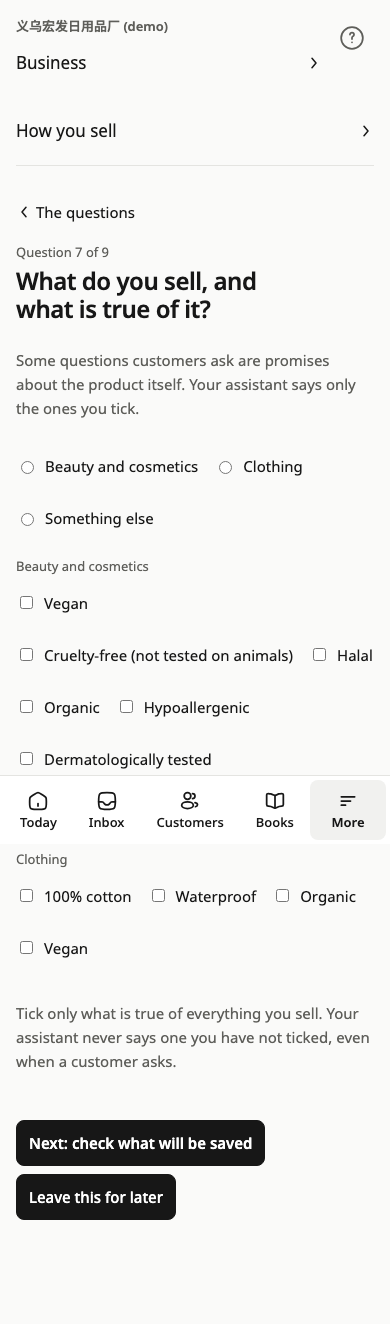 义乌宏发日用品厂 (demo)
Business
How you sell
The questions
Question 7 of 9
What do you sell, and
what is true of it?
Some questions customers ask are promises
about the product itself. Your assistant says only
the ones you tick.
Beauty and cosmetics Clothing
Something else
Beauty and cosmetics
Vegan
Cruelty-free (not tested on animals) Halal
Organic Hypoallergenic
Dermatologically tested
Today Inbox Customers Books More
Clothing
100% cotton Waterproof Organic
Vegan
Tick only what is true of everything you sell. Your
assistant never says one you have not ticked, even
when a customer asks.
Next: check what will be saved
Leave this for later